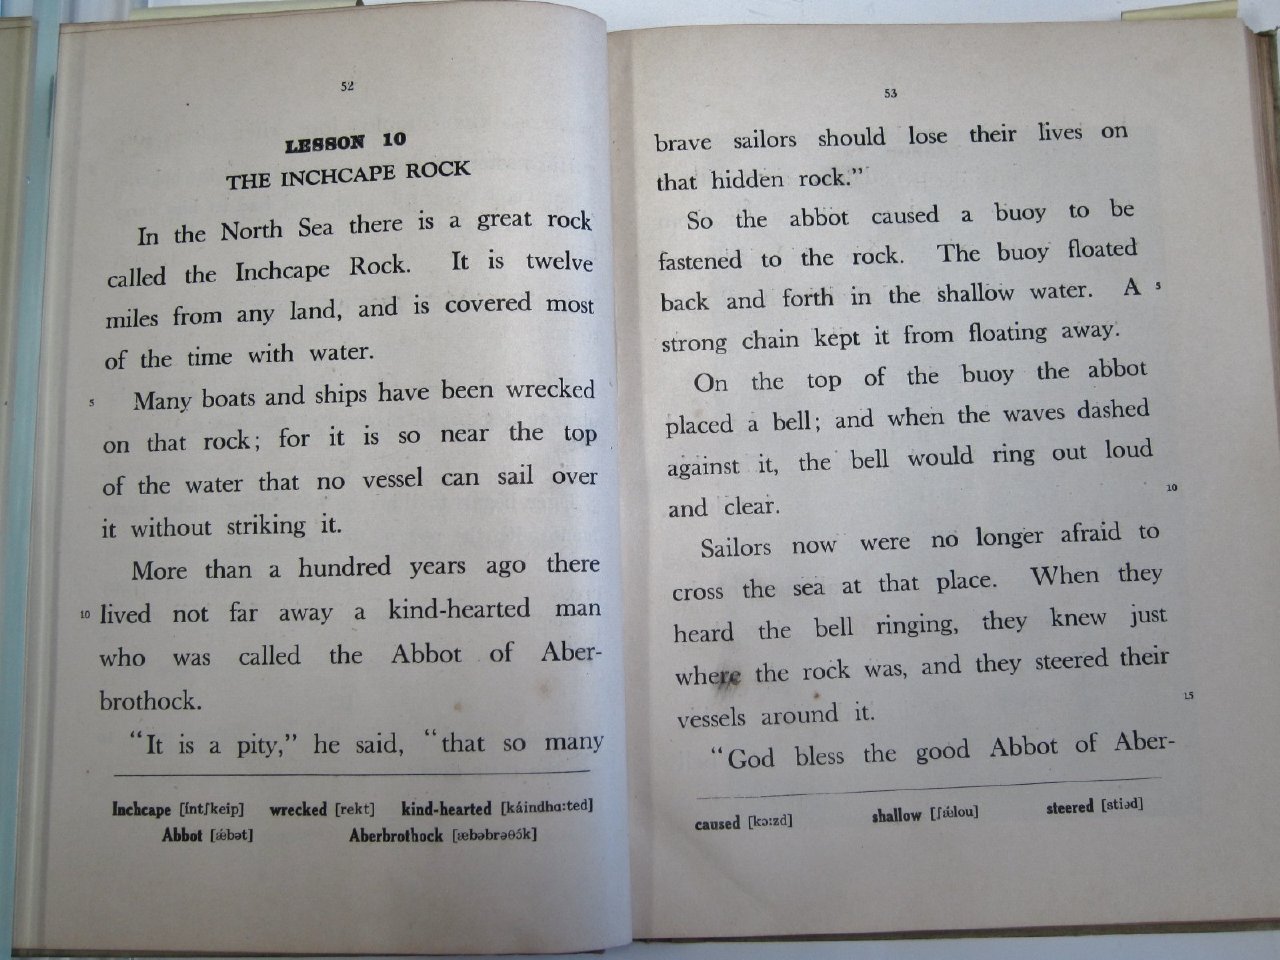 52
LESSON 10
THE INCHCAPE ROCK
In the North Sea there is a great rock
called the Inchcape Rock. It is twelve
miles from any land, and is covered most
of the time with water.
5 Many boats and ships have been wrecked
on that rock; for it is so near the top
of the water that no vessel can sail over
it without striking it.
More than a hundred years ago there
10 lived not far away a kind-hearted man
who was called the Abbot of Aber-
brothock.
"It is a pity," he said, "that so many
Inchcape [íntʃkeip] wrecked [rekt] kind-hearted [káindhɑ:ted]
Abbot [ǽbət] Aberbrothock [æbəbrəθɔ́k]
53
brave sailors should lose their lives on
that hidden rock."
So the abbot caused a buoy to be
fastened to the rock. The buoy floated
back and forth in the shallow water. A 5
strong chain kept it from floating away.
On the top of the buoy the abbot
placed a bell; and when the waves dashed
against it, the bell would ring out loud
and clear. 10
Sailors now were no longer afraid to
cross the sea at that place. When they
heard the bell ringing, they knew just
where the rock was, and they steered their
vessels around it. 15
"God bless the good Abbot of Aber-
caused [kɔ:zd] shallow [ʃǽlou] steered [stiəd]